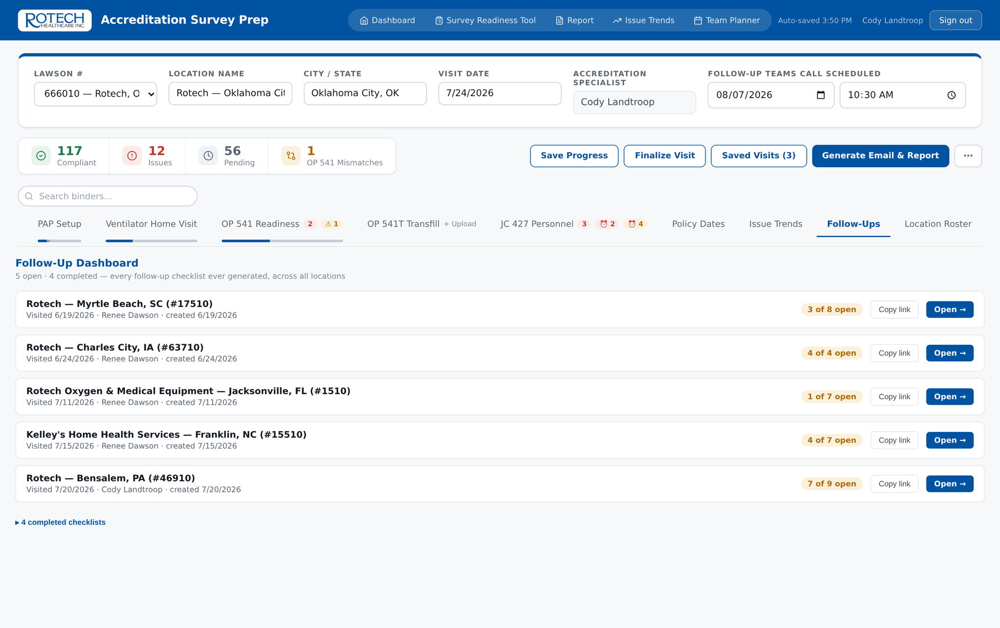 ROTECH
HEALTHCARE INC.
Accreditation Survey Prep
Dashboard
Survey Readiness Tool
Report
Issue Trends
Team Planner
Auto-saved 3:50 PM
Cody Landtroop
Sign out
LAWSON #
LOCATION NAME
CITY / STATE
VISIT DATE
ACCREDITATION
SPECIALIST
FOLLOW-UP TEAMS CALL SCHEDULED
666010 — Rotech, O
Rotech — Oklahoma Cit
Oklahoma City, OK
7/24/2026
Cody Landtroop
08/07/2026
10:30 AM
117
Compliant
12
Issues
56
Pending
1
OP 541 Mismatches
Save Progress
Finalize Visit
Saved Visits (3)
Generate Email & Report
...
Search binders...
PAP Setup
Ventilator Home Visit
OP 541 Readiness 2 ⚠ 1
OP 541T Transfill + Upload
JC 427 Personnel 3 ⏰ 2 ⏰ 4
Policy Dates
Issue Trends
Follow-Ups
Location Roster
Follow-Up Dashboard
5 open · 4 completed — every follow-up checklist ever generated, across all locations
Rotech — Myrtle Beach, SC (#17510)
Visited 6/19/2026 · Renee Dawson · created 6/19/2026
3 of 8 open
Copy link
Open →
Rotech — Charles City, IA (#63710)
Visited 6/24/2026 · Renee Dawson · created 6/24/2026
4 of 4 open
Copy link
Open →
Rotech Oxygen & Medical Equipment — Jacksonville, FL (#1510)
Visited 7/11/2026 · Renee Dawson · created 7/11/2026
1 of 7 open
Copy link
Open →
Kelley's Home Health Services — Franklin, NC (#15510)
Visited 7/15/2026 · Renee Dawson · created 7/15/2026
4 of 7 open
Copy link
Open →
Rotech — Bensalem, PA (#46910)
Visited 7/20/2026 · Cody Landtroop · created 7/20/2026
7 of 9 open
Copy link
Open →
▸ 4 completed checklists